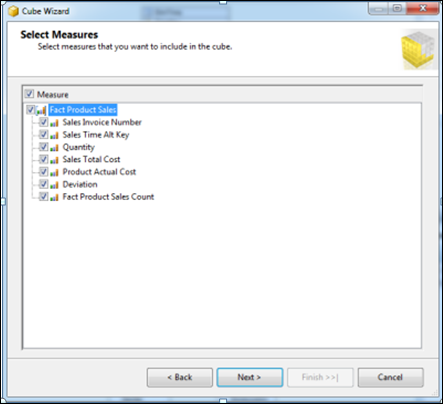 Cube Wizard
Select Measures
Select measures that you want to include in the cube.
Measure
Fact Product Sales
Sales Invoice Number
Sales Time Alt Key
Quantity
Sales Total Cost
Product Actual Cost
Deviation
Fact Product Sales Count
< Back Next > Finish >>| Cancel